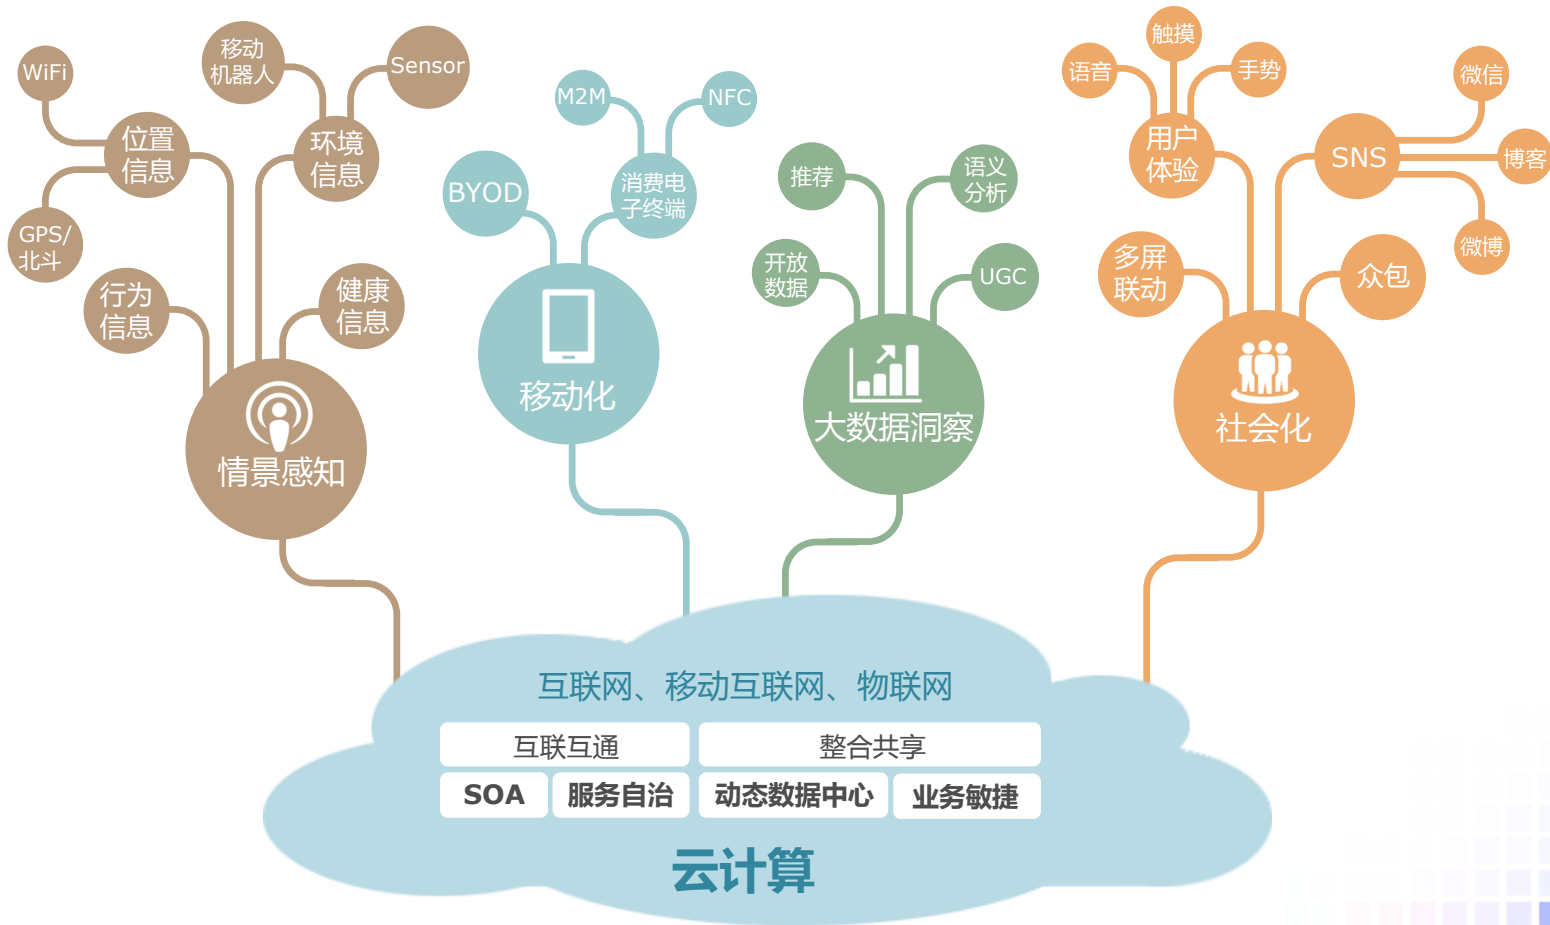 WiFi
位置
信息
GPS/
北斗
移动
机器人
Sensor
环境
信息
行为
信息
健康
信息
情景感知
BYOD
M2M
NFC
消费电
子终端
移动化
推荐
语义
分析
开放
数据
UGC
大数据洞察
语音
触摸
手势
用户
体验
SNS
微信
博客
微博
多屏
联动
众包
社会化
互联网、移动互联网、物联网
互联互通
整合共享
SOA
服务自治
动态数据中心
业务敏捷
云计算